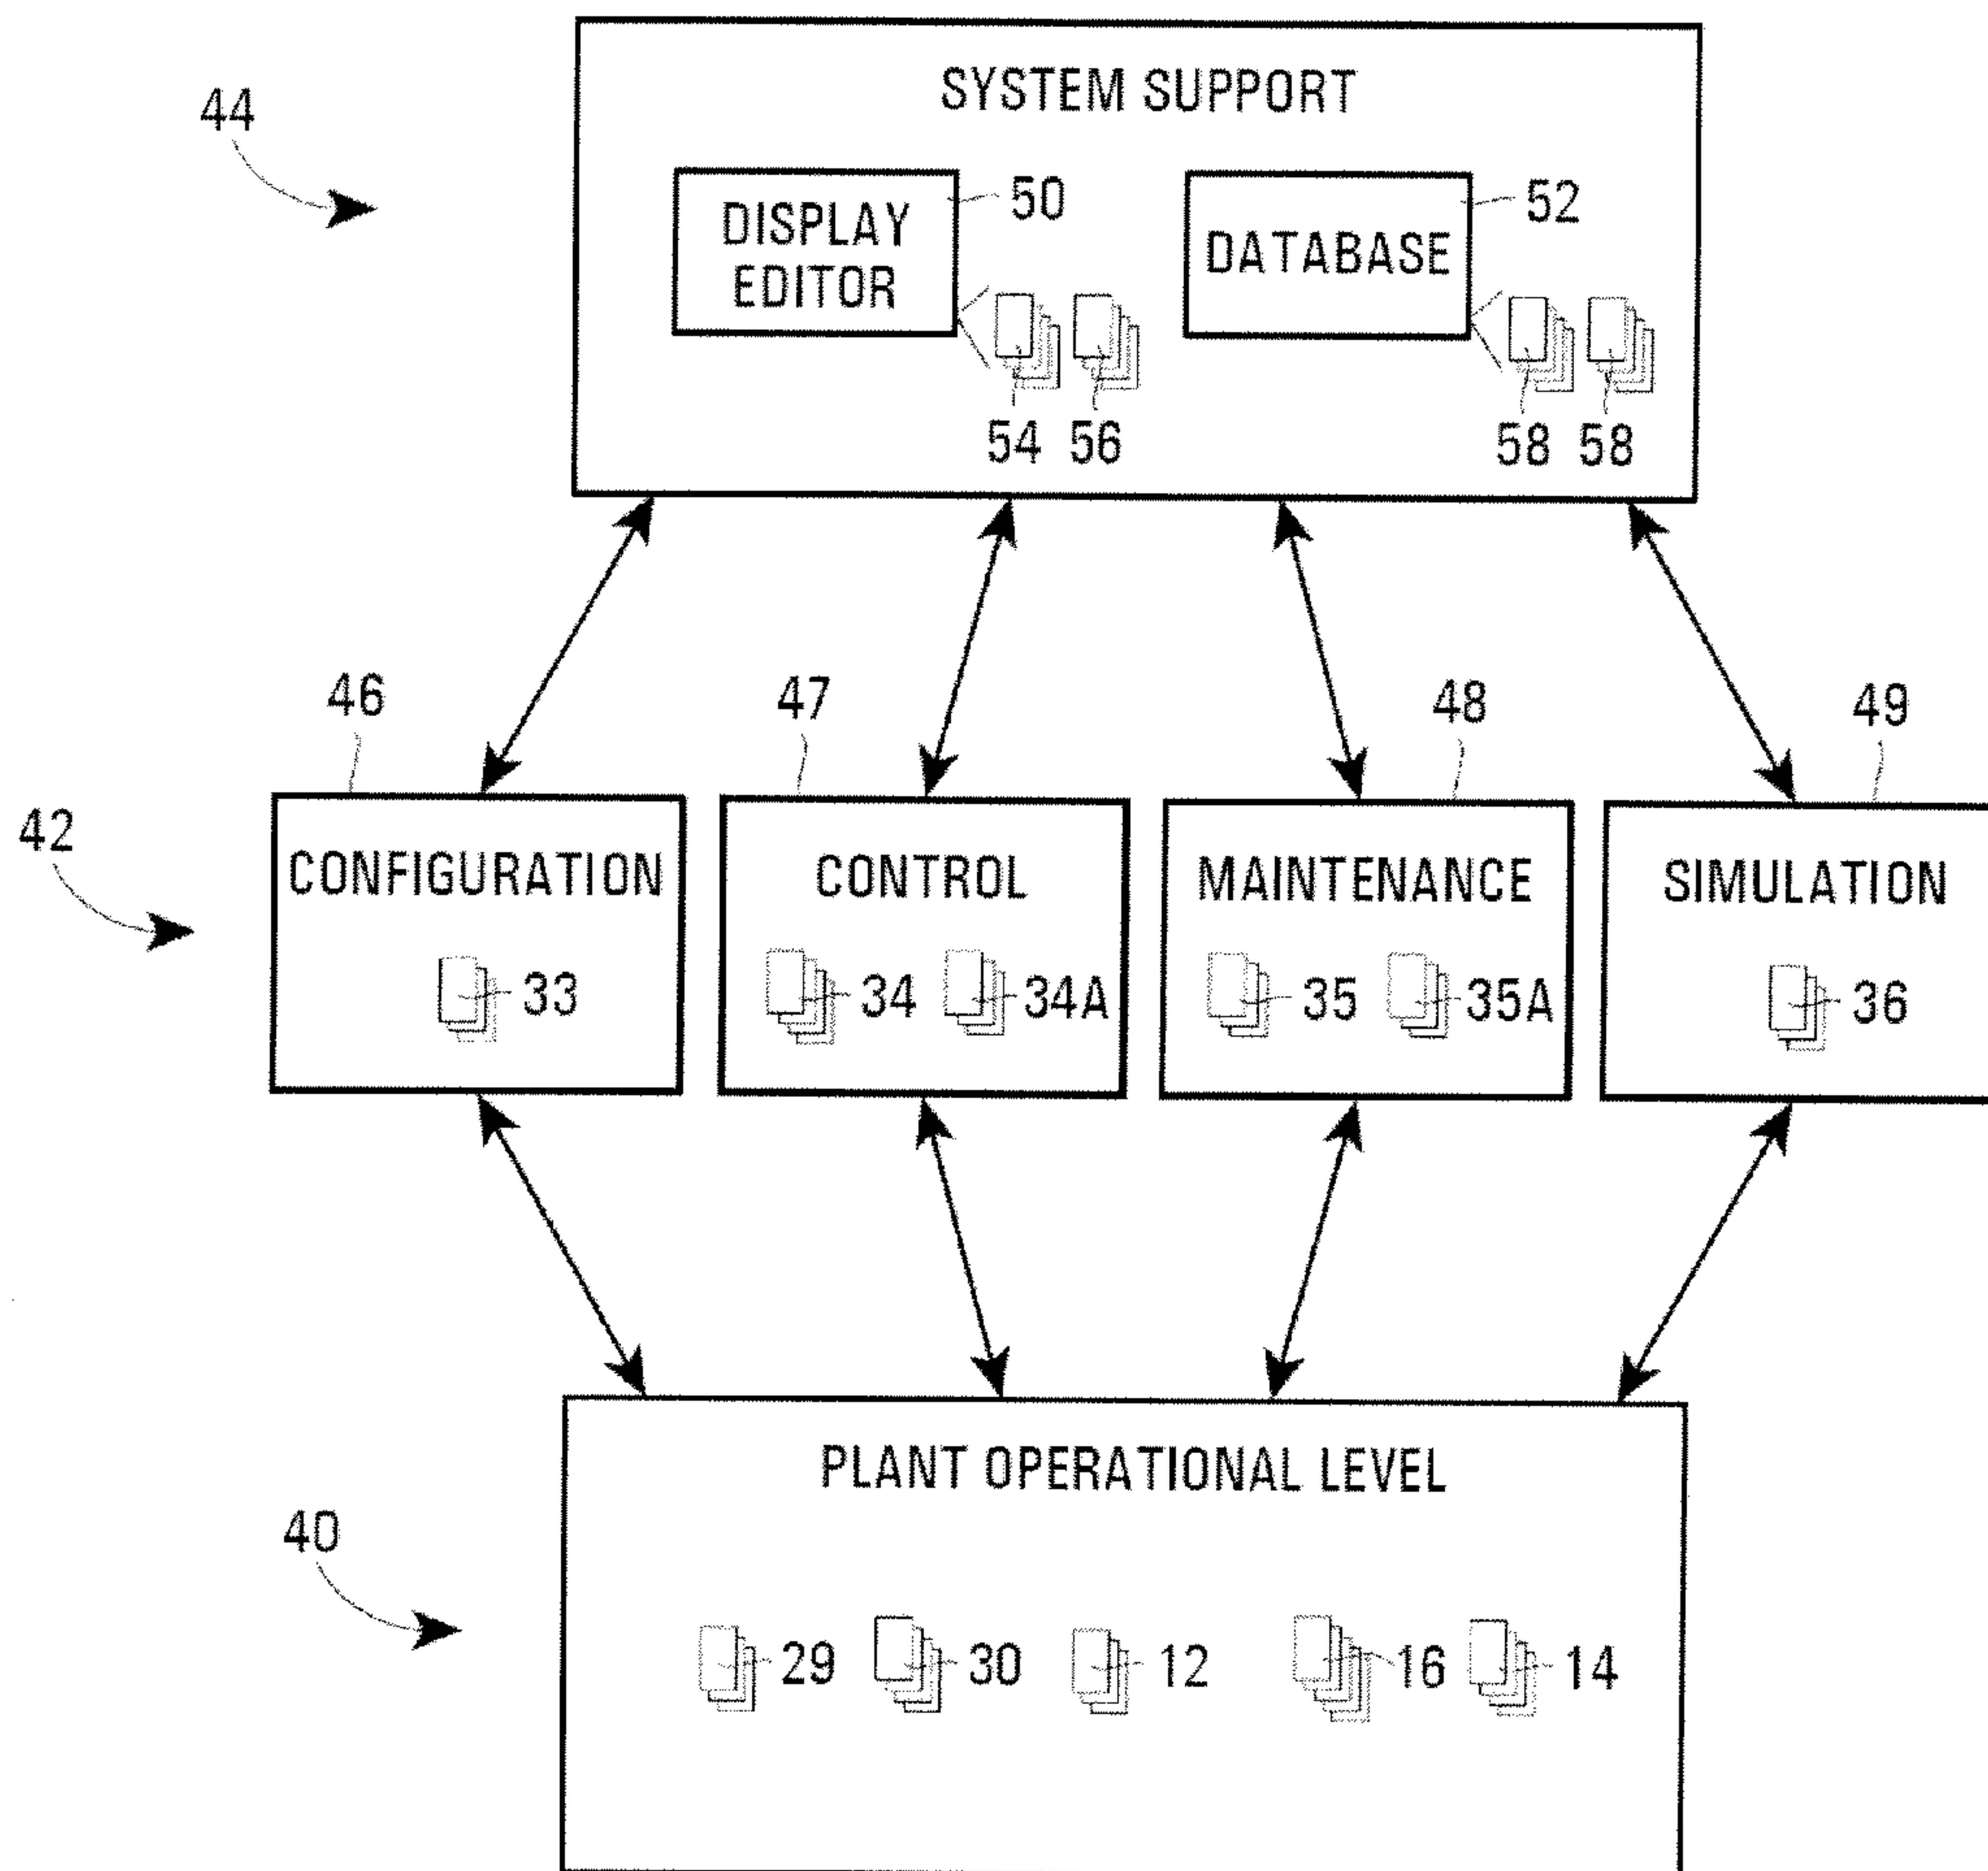 SYSTEM SUPPORT
44
50
52
DISPLAY
EDITOR
DATABASE
54 56
58 58
46
47
48
49
42
CONFIGURATION
CONTROL
MAINTENANCE
SIMULATION
33
34
34A
35
35A
36
PLANT OPERATIONAL LEVEL
40
29
30
12
16
14